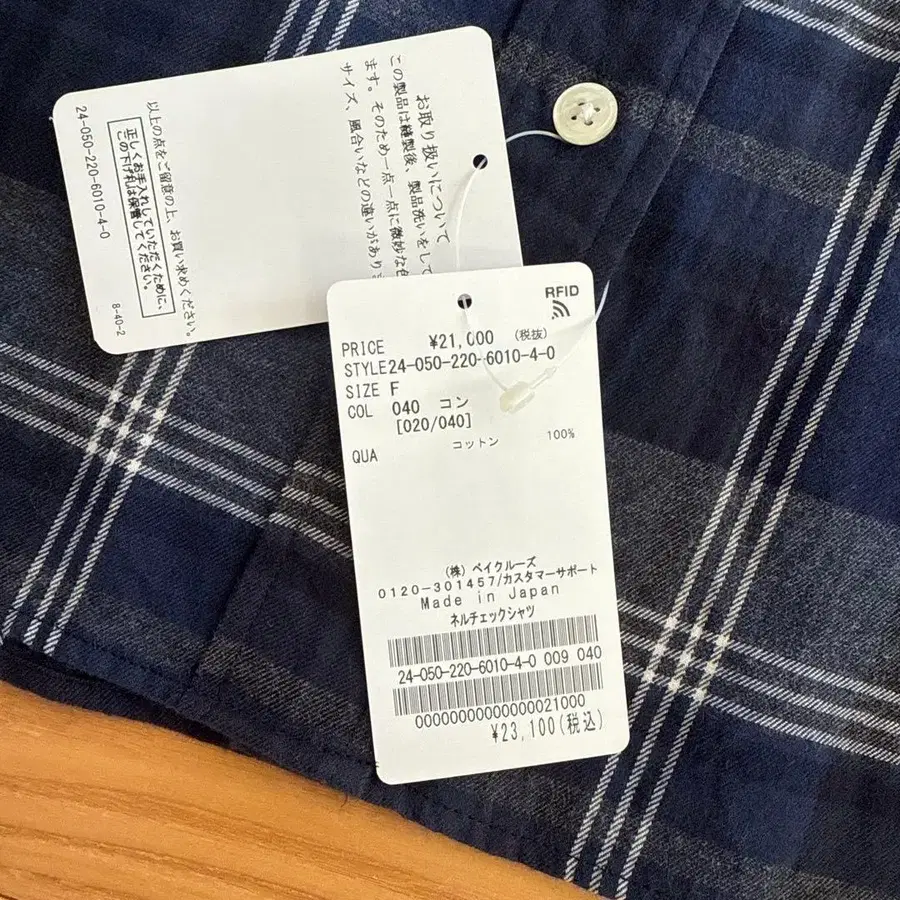 お取り扱いについて
この製品は縫製後、製品洗いをして
ます。そのため一点一点に微妙な色
サイズ、風合いなどの違いがあり
以上の点をご留意の上、お買い求めください。
正しくお手入れしていただくために、
この下げ札は保管してください。
24-050-220-6010-4-0
8-40-2
RFID
PRICE ¥21,000 (税抜)
STYLE24-050-220-6010-4-0
SIZE F
COL 040 コン
[020/040]
QUA コットン 100%
(株) ベイクルーズ
0120-301457/カスタマーサポート
Made in Japan
ネルチェックシャツ
24-050-220-6010-4-0 009 040
00000000000000021000
¥23,100(税込)